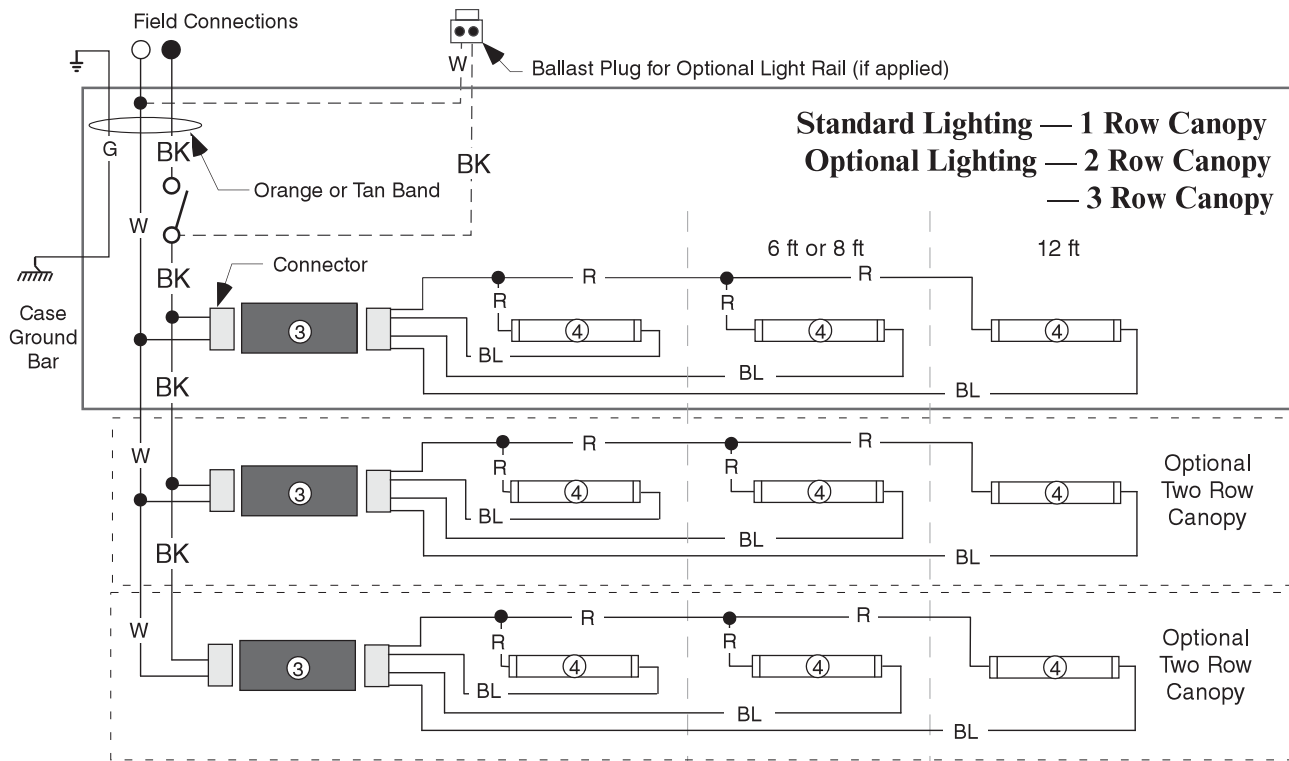 Field Connections
W
Ballast Plug for Optional Light Rail (if applied)
Standard Lighting — 1 Row Canopy
Optional Lighting — 2 Row Canopy
— 3 Row Canopy
G
BK
BK
Orange or Tan Band
W
6 ft or 8 ft
12 ft
Connector
BK
R
R
Case
Ground
Bar
R
R
3
4
4
4
BL
BL
BL
BK
W
R
R
Optional
Two Row
Canopy
R
R
3
4
4
4
BL
BL
BL
BK
W
R
R
Optional
Two Row
Canopy
R
R
3
4
4
4
BL
BL
BL